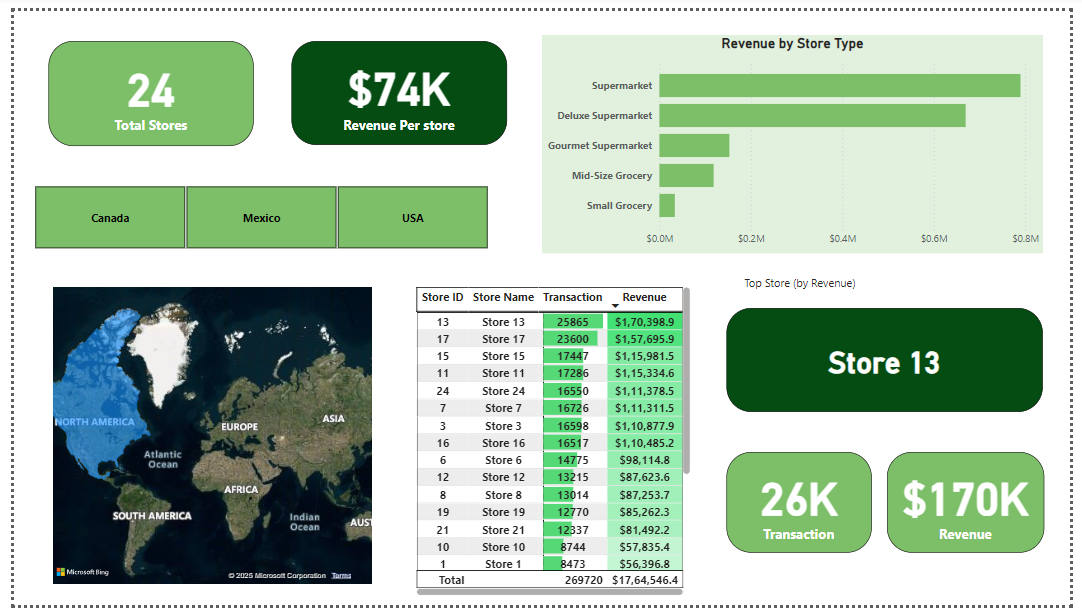 24
Total Stores
$74K
Revenue Per store
Canada
Mexico
USA
Revenue by Store Type
Supermarket
Deluxe Supermarket
Gourmet Supermarket
Mid-Size Grocery
Small Grocery
$0.0M $0.2M $0.4M $0.6M $0.8M
NORTH AMERICA
EUROPE
ASIA
Atlantic
Ocean
AFRICA
SOUTH AMERICA
Indian
Ocean
AUST
Microsoft Bing
© 2025 Microsoft Corporation Terms
Store ID Store Name Transaction Revenue
13 Store 13 25865 $1,70,398.9
17 Store 17 23600 $1,57,695.9
15 Store 15 17447 $1,15,981.5
11 Store 11 17286 $1,15,334.6
24 Store 24 16550 $1,11,378.5
7 Store 7 16726 $1,11,311.5
3 Store 3 16598 $1,10,877.9
16 Store 16 16517 $1,10,485.2
6 Store 6 14775 $98,114.8
12 Store 12 13215 $87,623.6
8 Store 8 13014 $87,253.7
19 Store 19 12770 $85,262.3
21 Store 21 12337 $81,492.2
10 Store 10 8744 $57,835.4
1 Store 1 8473 $56,396.8
Total 269720 $17,64,546.4
Top Store (by Revenue)
Store 13
26K
Transaction
$170K
Revenue